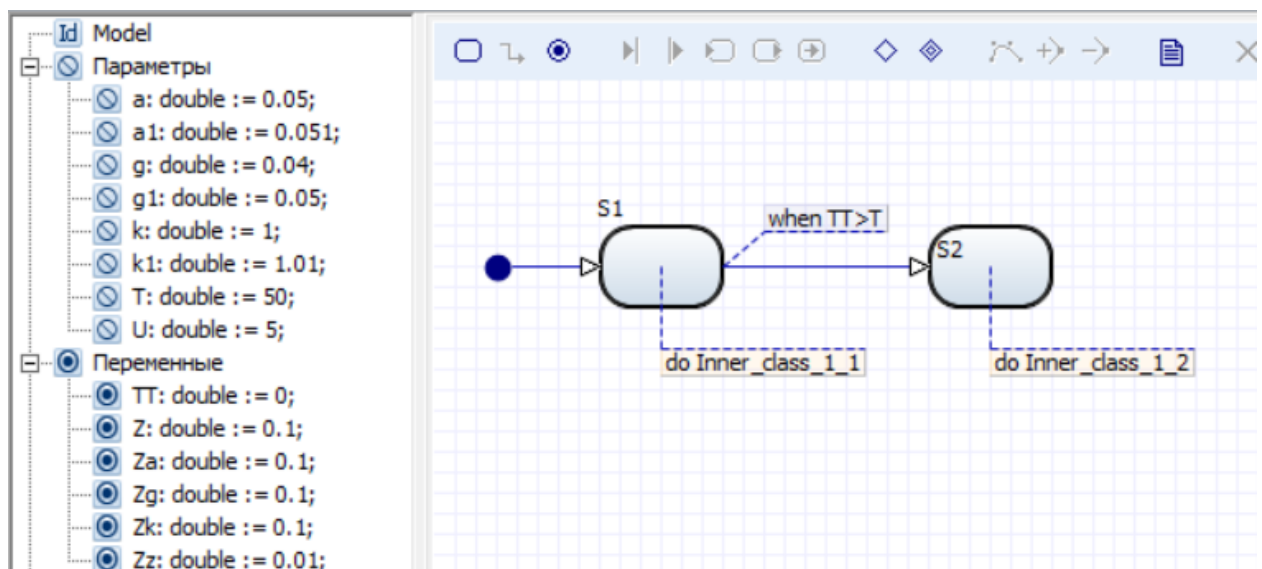 Id Model
Параметры
a: double := 0.05;
a1: double := 0.051;
g: double := 0.04;
g1: double := 0.05;
k: double := 1;
k1: double := 1.01;
T: double := 50;
U: double := 5;
Переменные
TT: double := 0;
Z: double := 0.1;
Za: double := 0.1;
Zg: double := 0.1;
Zk: double := 0.1;
Zz: double := 0.01;
S1
when TT>T
S2
do Inner_class_1_1
do Inner_class_1_2